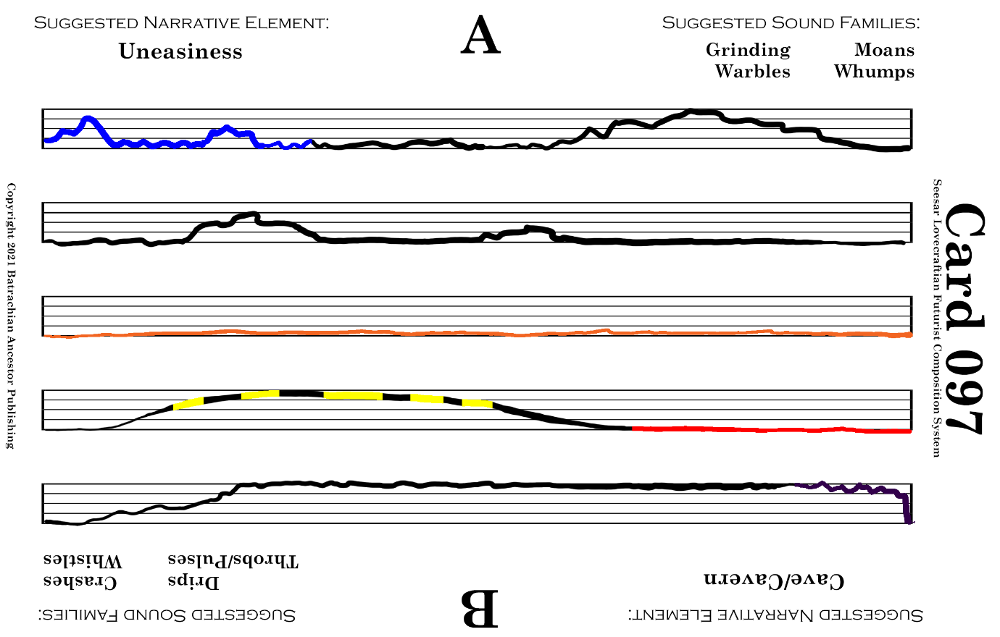 SUGGESTED NARRATIVE ELEMENT:
Uneasiness
A
SUGGESTED SOUND FAMILIES:
Grinding Moans
Warbles Whumps
Copyright 2021 Batrachian Ancestor Publishing
Seesar Lovecraftian Futurist Composition System
Card 097
B
SUGGESTED NARRATIVE ELEMENT:
Cave/Cavern
SUGGESTED SOUND FAMILIES:
Drips Crashes
Throbs/Pulses Whistles